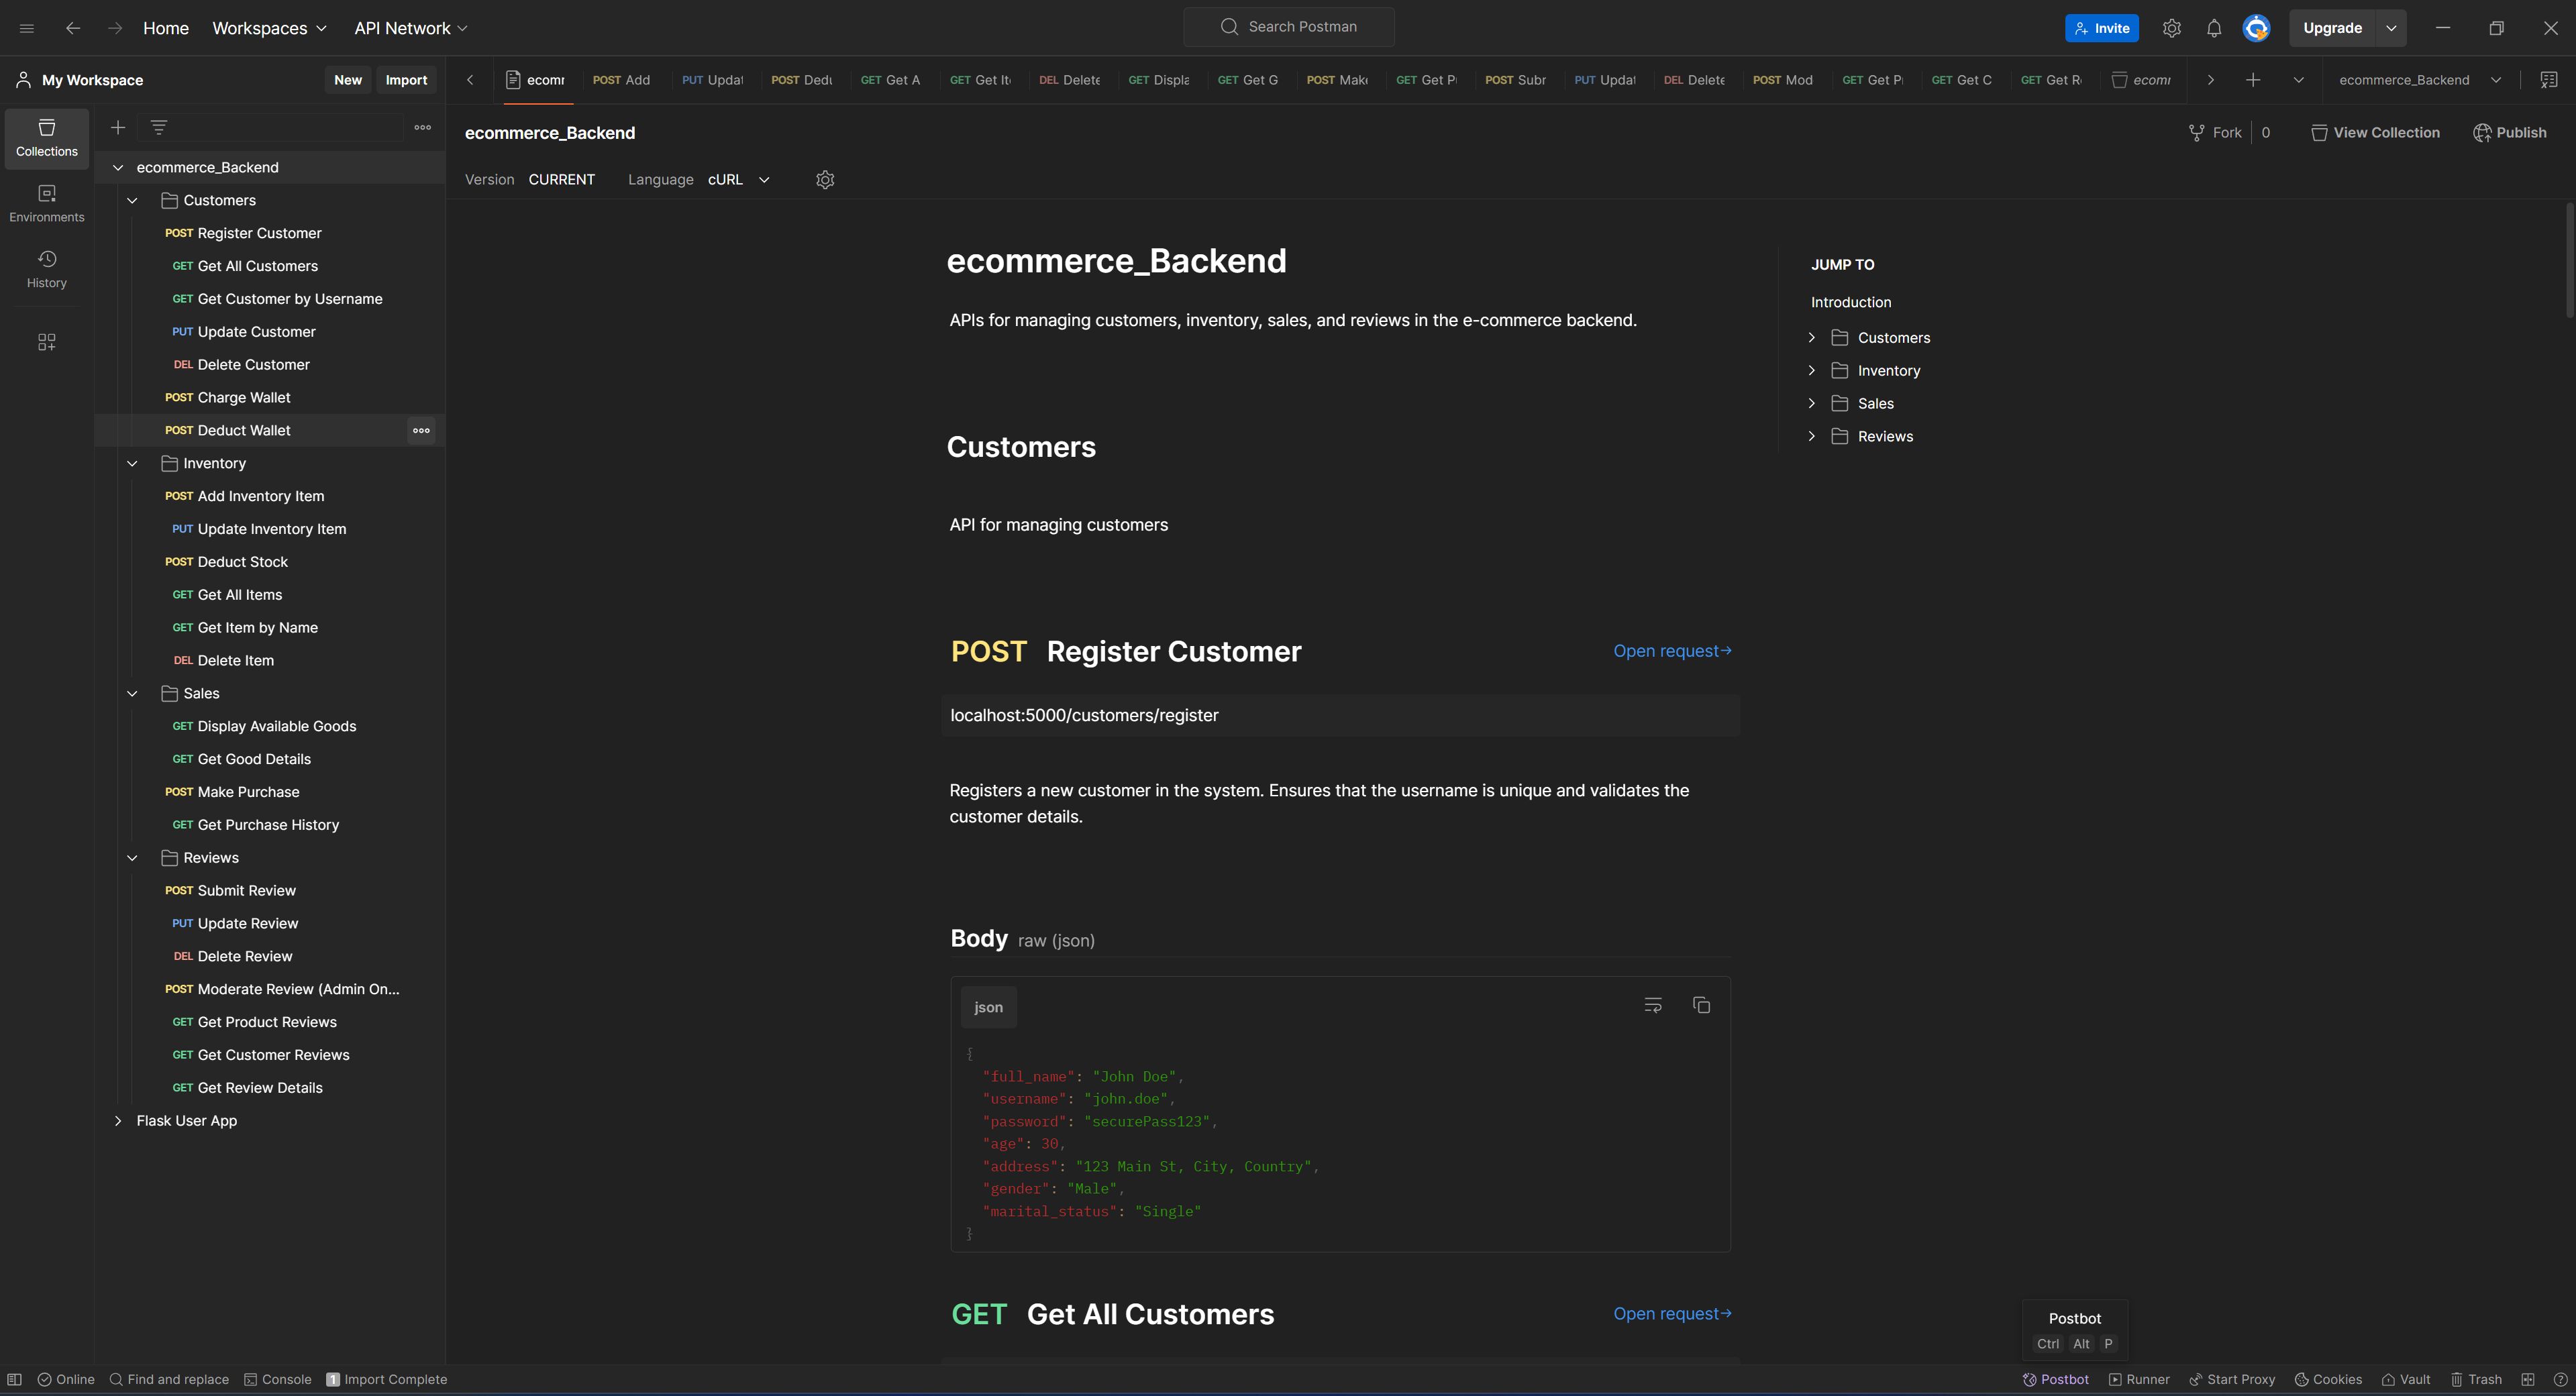 Home Workspaces API Network Search Postman Invite Upgrade
My Workspace New Import
ecomr POST Add PUT Updat POST Dedu GET Get A GET Get It DEL Delete GET Displa GET Get G POST Make GET Get P POST Subr PUT Updat DEL Delete POST Mod GET Get P GET Get C GET Get R ecomr ecommerce_Backend
Collections
Environments
History
ecommerce_Backend
Customers
POST Register Customer
GET Get All Customers
GET Get Customer by Username
PUT Update Customer
DEL Delete Customer
POST Charge Wallet
POST Deduct Wallet
Inventory
POST Add Inventory Item
PUT Update Inventory Item
POST Deduct Stock
GET Get All Items
GET Get Item by Name
DEL Delete Item
Sales
GET Display Available Goods
GET Get Good Details
POST Make Purchase
GET Get Purchase History
Reviews
POST Submit Review
PUT Update Review
DEL Delete Review
POST Moderate Review (Admin On...
GET Get Product Reviews
GET Get Customer Reviews
GET Get Review Details
Flask User App
ecommerce_Backend Fork 0 View Collection Publish
Version CURRENT Language cURL
ecommerce_Backend
APIs for managing customers, inventory, sales, and reviews in the e-commerce backend.
Customers
API for managing customers
POST Register Customer Open request→
localhost:5000/customers/register
Registers a new customer in the system. Ensures that the username is unique and validates the
customer details.
Body raw (json)
json
{
"full_name": "John Doe",
"username": "john.doe",
"password": "securePass123",
"age": 30,
"address": "123 Main St, City, Country",
"gender": "Male",
"marital_status": "Single"
}
GET Get All Customers Open request→
JUMP TO
Introduction
Customers
Inventory
Sales
Reviews
Postbot
Ctrl Alt P
Online Find and replace Console 1 Import Complete Postbot Runner Start Proxy Cookies Vault Trash